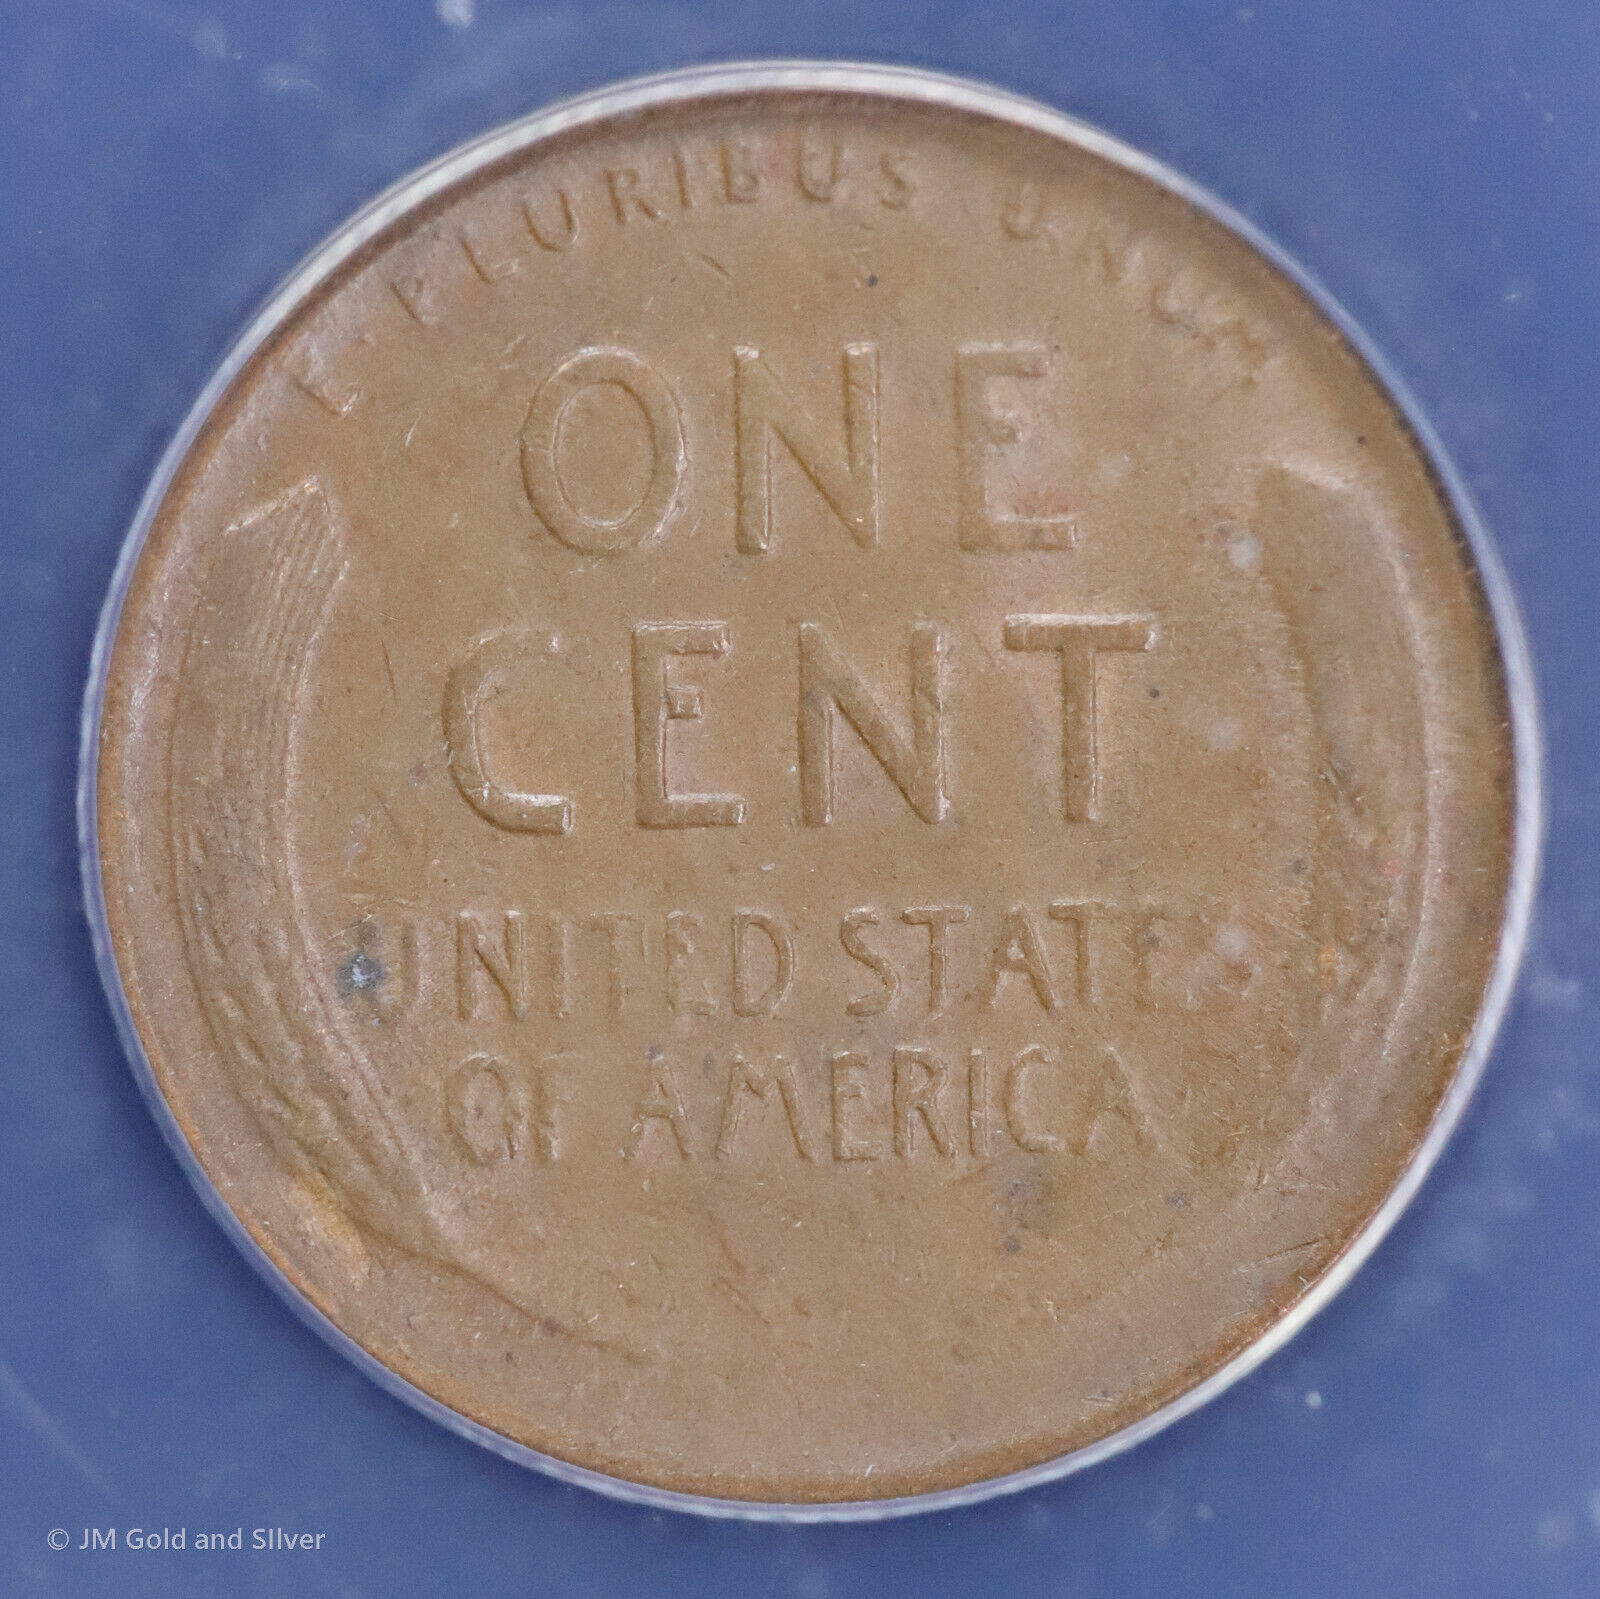 E PLURIBUS UNUM
ONE
CENT
UNITED STATES
OF AMERICA
© JM Gold and SIlver